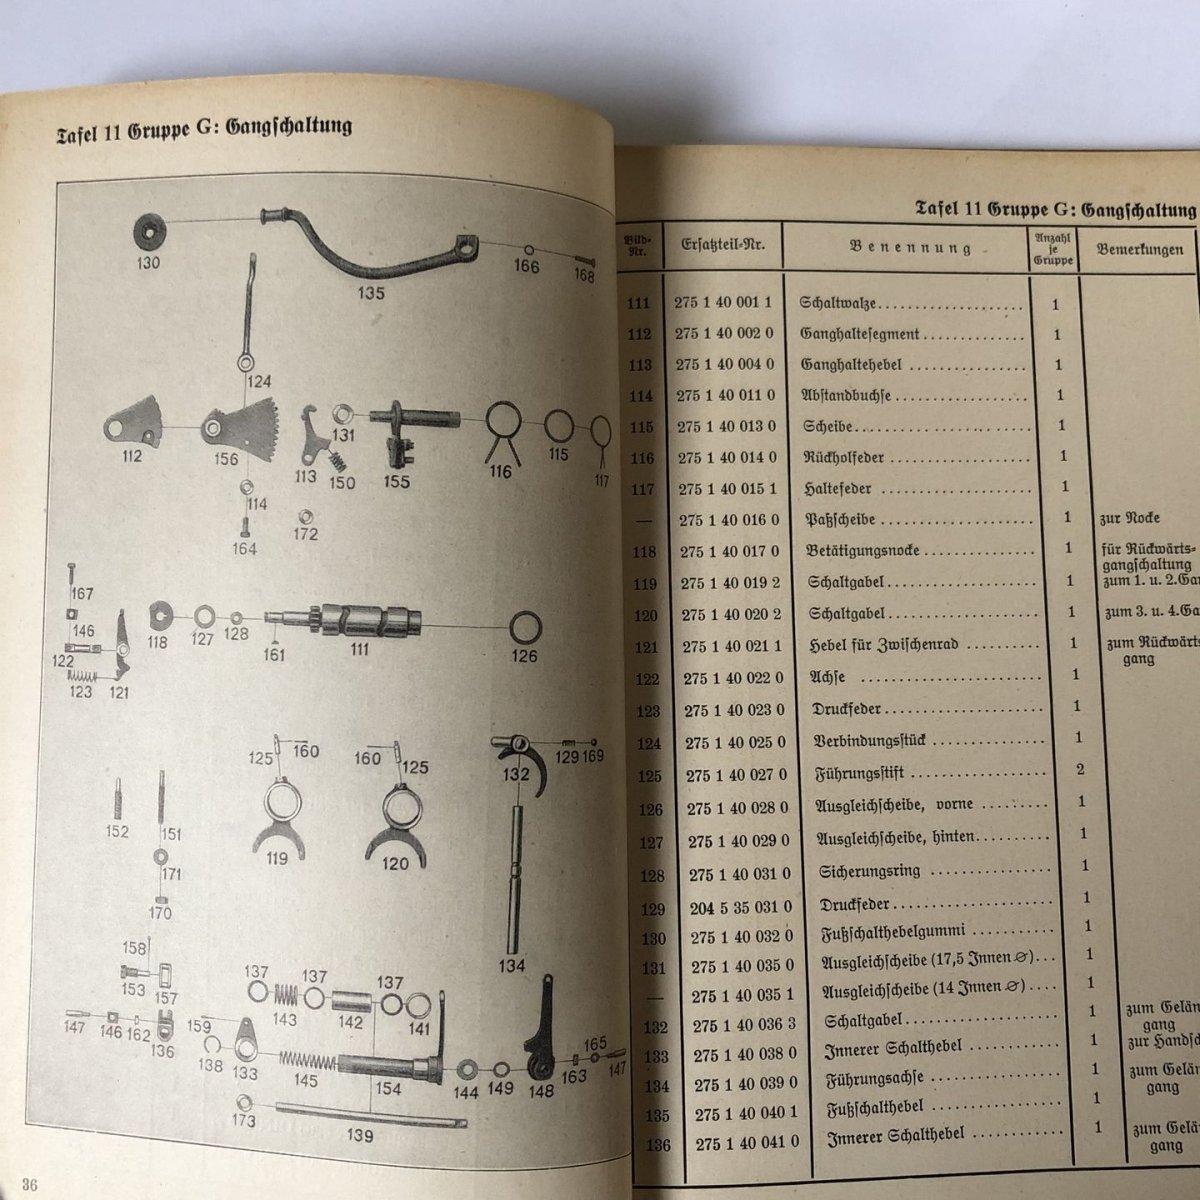 Tafel 11 Gruppe G: Gangschaltung
130
135
166
168
124
112
156
131
113
150
155
116
115
117
114
164
172
167
146
122
123
121
118
127
128
161
111
126
125
160
160
125
132
129
169
152
151
119
120
171
170
134
158
153
157
137
137
137
143
142
141
147
146
162
136
159
138
133
145
154
144
149
148
163
165
147
173
139
36
Tafel 11 Gruppe G: Gangschaltung
Bild-Nr. Ersatzteil-Nr. Benennung Anzahl je Gruppe Bemerkungen
111 275 1 40 001 1 Schaltwalze 1
112 275 1 40 002 0 Ganghaltesegment 1
113 275 1 40 004 0 Ganghaltehebel 1
114 275 1 40 011 0 Abstandbuchse 1
115 275 1 40 013 0 Scheibe 1
116 275 1 40 014 0 Rückholfeder 1
117 275 1 40 015 1 Haltefeder 1
— 275 1 40 016 0 Paßscheibe 1 zur Nocke
118 275 1 40 017 0 Betätigungsnocke 1 für Rückwärts-
gangschaltung
119 275 1 40 019 2 Schaltgabel 1 zum 1. u. 2.Ga
120 275 1 40 020 2 Schaltgabel 1 zum 3. u. 4.Ga
121 275 1 40 021 1 Hebel für Zwischenrad 1 zum Rückwärts
gang
122 275 1 40 022 0 Achse 1
123 275 1 40 023 0 Druckfeder 1
124 275 1 40 025 0 Verbindungsstück 1
125 275 1 40 027 0 Führungsstift 2
126 275 1 40 028 0 Ausgleichscheibe, vorne 1
127 275 1 40 029 0 Ausgleichscheibe, hinten 1
128 275 1 40 031 0 Sicherungsring 1
129 204 5 35 031 0 Druckfeder 1
130 275 1 40 032 0 Fußschalthebelgummi 1
131 275 1 40 035 0 Ausgleichscheibe (17,5 Innen ⌀) 1
— 275 1 40 035 1 Ausgleichscheibe (14 Innen ⌀) 1
132 275 1 40 036 3 Schaltgabel 1 zum Gelän
gang
133 275 1 40 038 0 Innerer Schalthebel 1 zur Handsc
134 275 1 40 039 0 Führungsachse 1 zum Gelän
gang
135 275 1 40 040 1 Fußschalthebel 1
136 275 1 40 041 0 Innerer Schalthebel 1 zum Gelä
gang